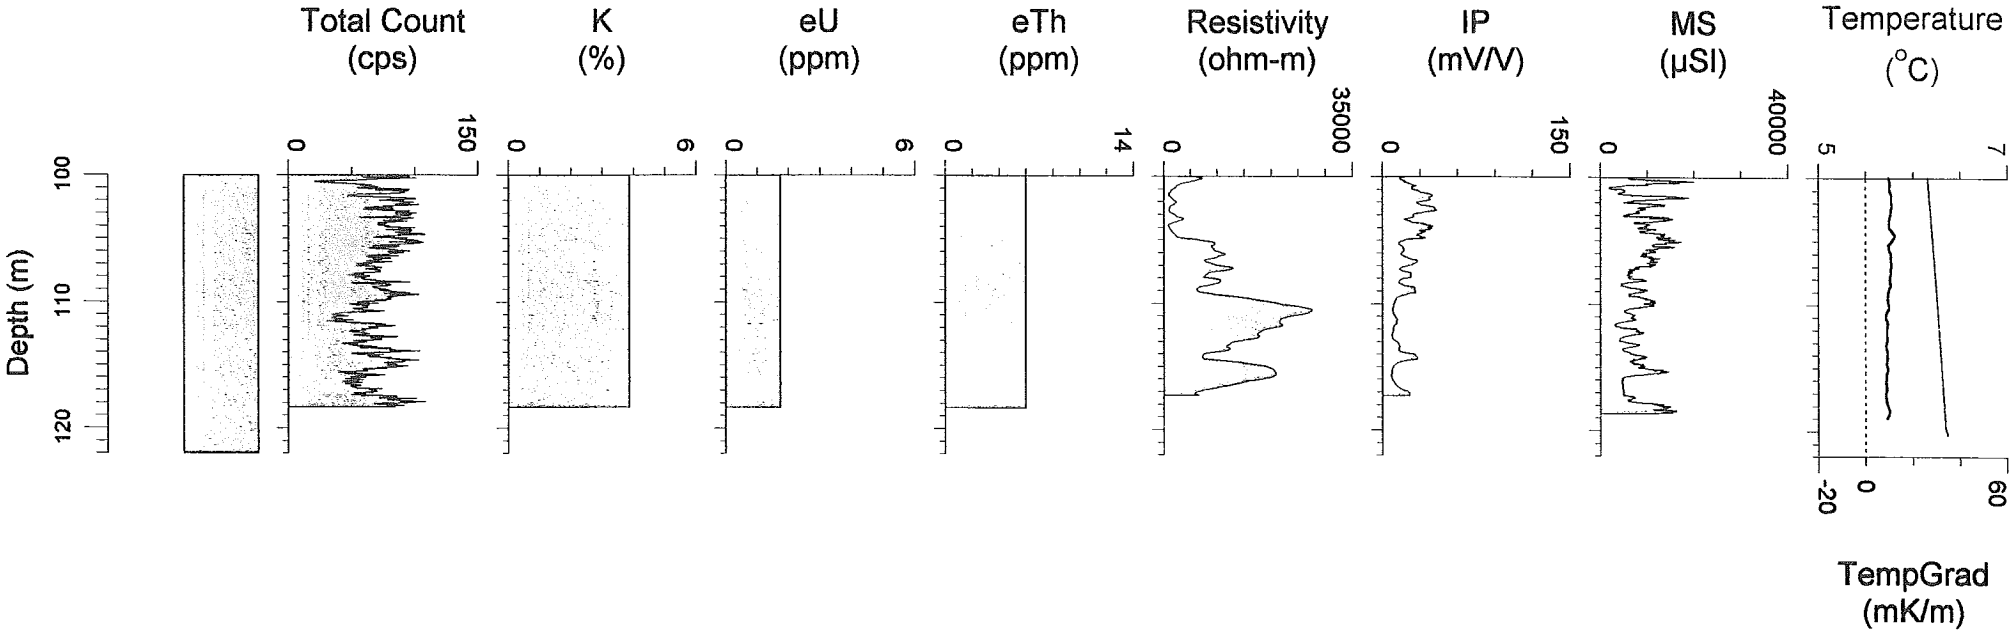 Total Count
(cps)
K
(%)
eU
(ppm)
eTh
(ppm)
Resistivity
(ohm-m)
IP
(mV/V)
MS
(µSI)
Temperature
(°C)
0 150
0 6
0 6
0 14
0 350000
0 150
0 40000
5 7
Depth (m)
100
110
120
-20 0 60
TempGrad
(mK/m)